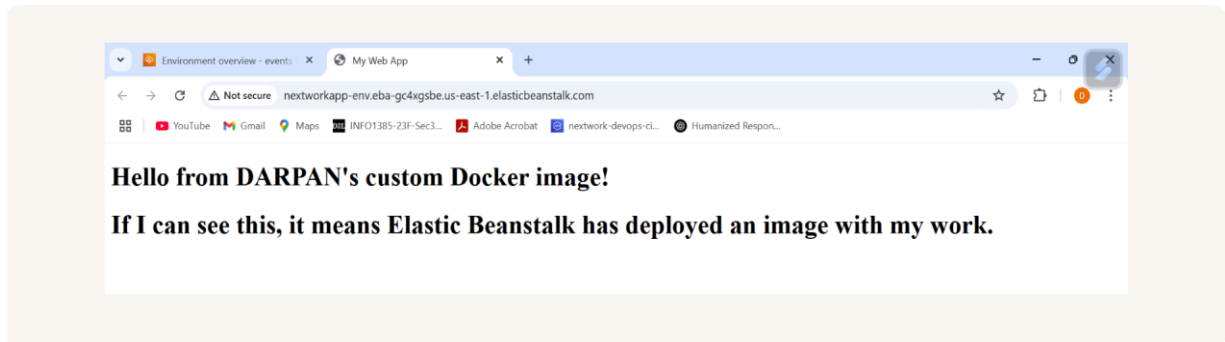 Environment overview - events
My Web App
Not secure
nextworkapp-env.eba-gc4xgsbe.us-east-1.elasticbeanstalk.com
D
YouTube
Gmail
Maps
INFO1385-23F-Sec3...
Adobe Acrobat
nextwork-devops-ci...
Humanized Respon...
Hello from DARPAN's custom Docker image!
If I can see this, it means Elastic Beanstalk has deployed an image with my work.